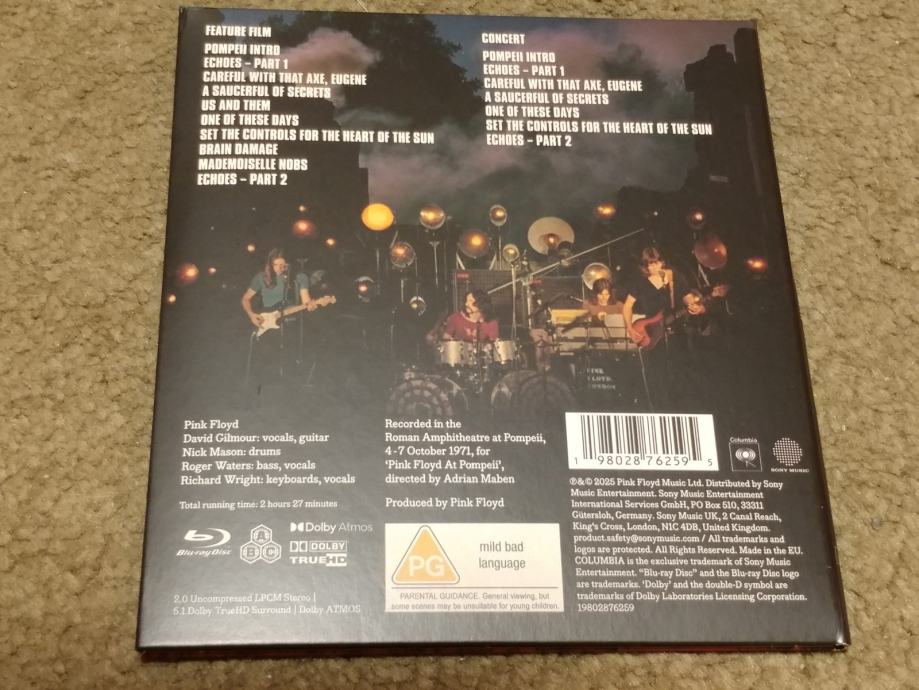 FEATURE FILM
POMPEII INTRO
ECHOES – PART 1
CAREFUL WITH THAT AXE, EUGENE
A SAUCERFUL OF SECRETS
US AND THEM
ONE OF THESE DAYS
SET THE CONTROLS FOR THE HEART OF THE SUN
BRAIN DAMAGE
MADEMOISELLE NOBS
ECHOES – PART 2
CONCERT
POMPEII INTRO
ECHOES – PART 1
CAREFUL WITH THAT AXE, EUGENE
A SAUCERFUL OF SECRETS
ONE OF THESE DAYS
SET THE CONTROLS FOR THE HEART OF THE SUN
ECHOES – PART 2
PINK
FLOYD.
LONDON
Pink Floyd
David Gilmour: vocals, guitar
Nick Mason: drums
Roger Waters: bass, vocals
Richard Wright: keyboards, vocals
Total running time: 2 hours 27 minutes
Blu-ray Disc
A B C
Dolby Atmos
DOLBY
TRUEHD
2.0 Uncompressed LPCM Stereo |
5.1 Dolby TrueHD Surround | Dolby ATMOS
Recorded in the
Roman Amphitheatre at Pompeii,
4-7 October 1971, for
'Pink Floyd At Pompeii',
directed by Adrian Maben
Produced by Pink Floyd
PG
mild bad
language
PARENTAL GUIDANCE. General viewing, but
some scenes may be unsuitable for young children.
1 98028 76259 5
Columbia
SONY MUSIC
℗&© 2025 Pink Floyd Music Ltd. Distributed by Sony
Music Entertainment. Sony Music Entertainment
International Services GmbH, PO Box 510, 33311
Gütersloh, Germany. Sony Music UK, 2 Canal Reach,
King's Cross, London, N1C 4DB, United Kingdom.
product.safety@sonymusic.com / All trademarks and
logos are protected. All Rights Reserved. Made in the EU.
COLUMBIA is the exclusive trademark of Sony Music
Entertainment. "Blu-ray Disc" and the Blu-ray Disc logo
are trademarks. 'Dolby' and the double-D symbol are
trademarks of Dolby Laboratories Licensing Corporation.
19802876259